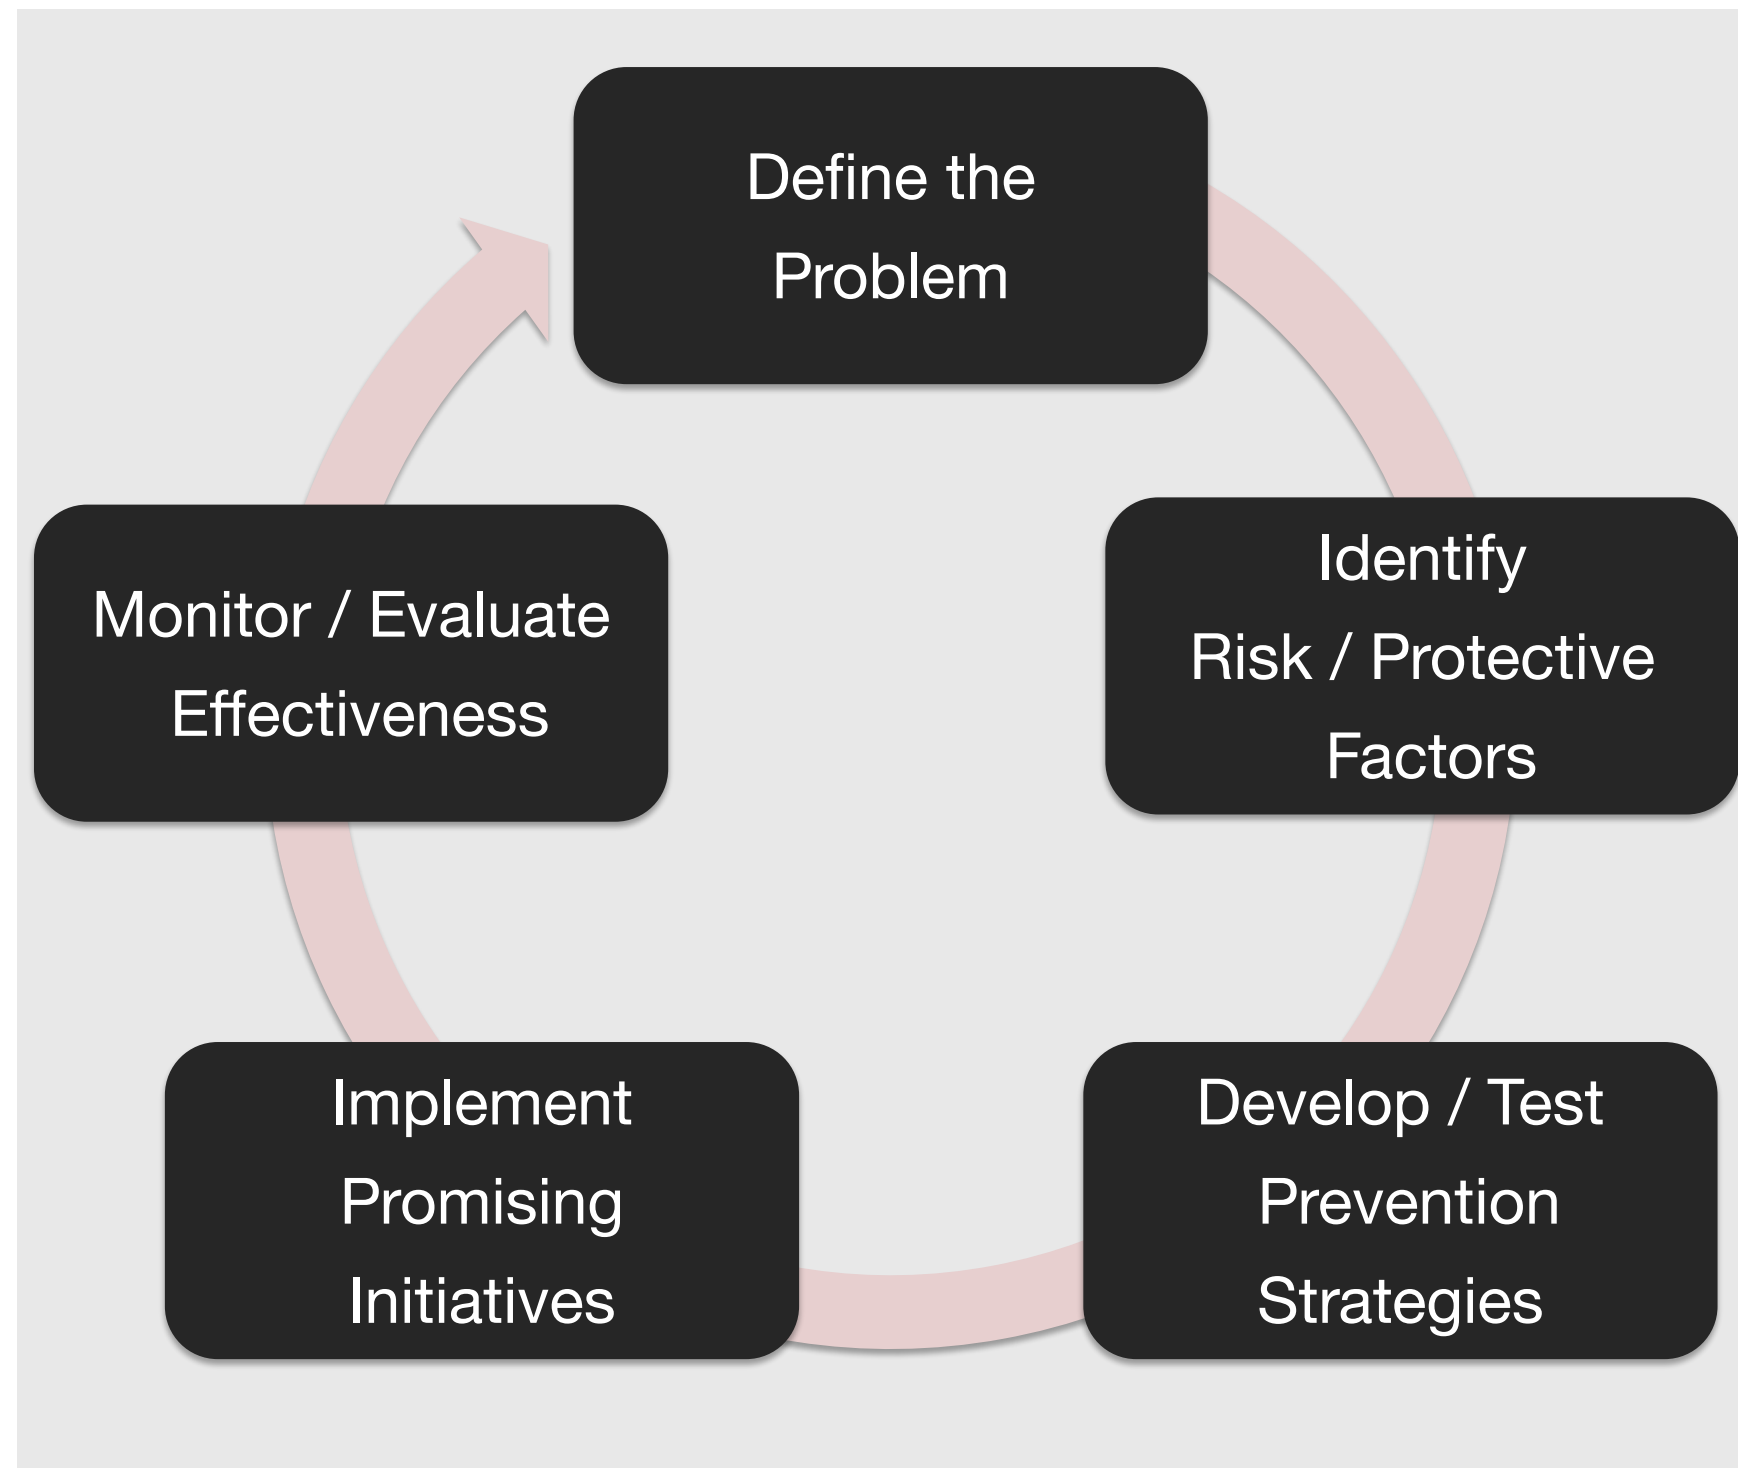 Define the
Problem
Identify
Risk / Protective
Factors
Develop / Test
Prevention
Strategies
Implement
Promising
Initiatives
Monitor / Evaluate
Effectiveness